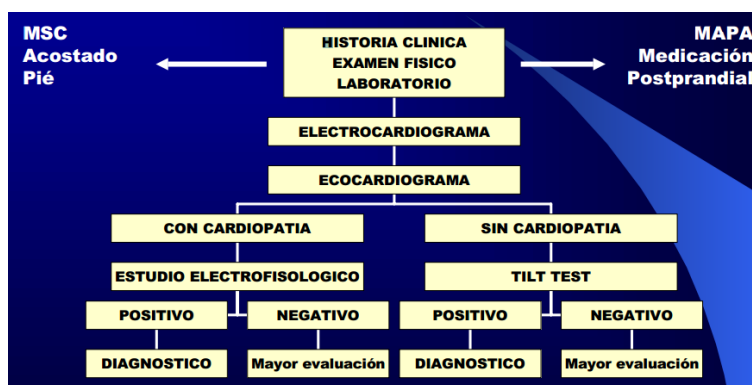 MSC
Acostado
Pié
HISTORIA CLINICA
EXAMEN FISICO
LABORATORIO
MAPA
Medicación
Postprandial
ELECTROCARDIOGRAMA
ECOCARDIOGRAMA
CON CARDIOPATIA
SIN CARDIOPATIA
ESTUDIO ELECTROFISOLOGICO
TILT TEST
POSITIVO
NEGATIVO
POSITIVO
NEGATIVO
DIAGNOSTICO
Mayor evaluación
DIAGNOSTICO
Mayor evaluación